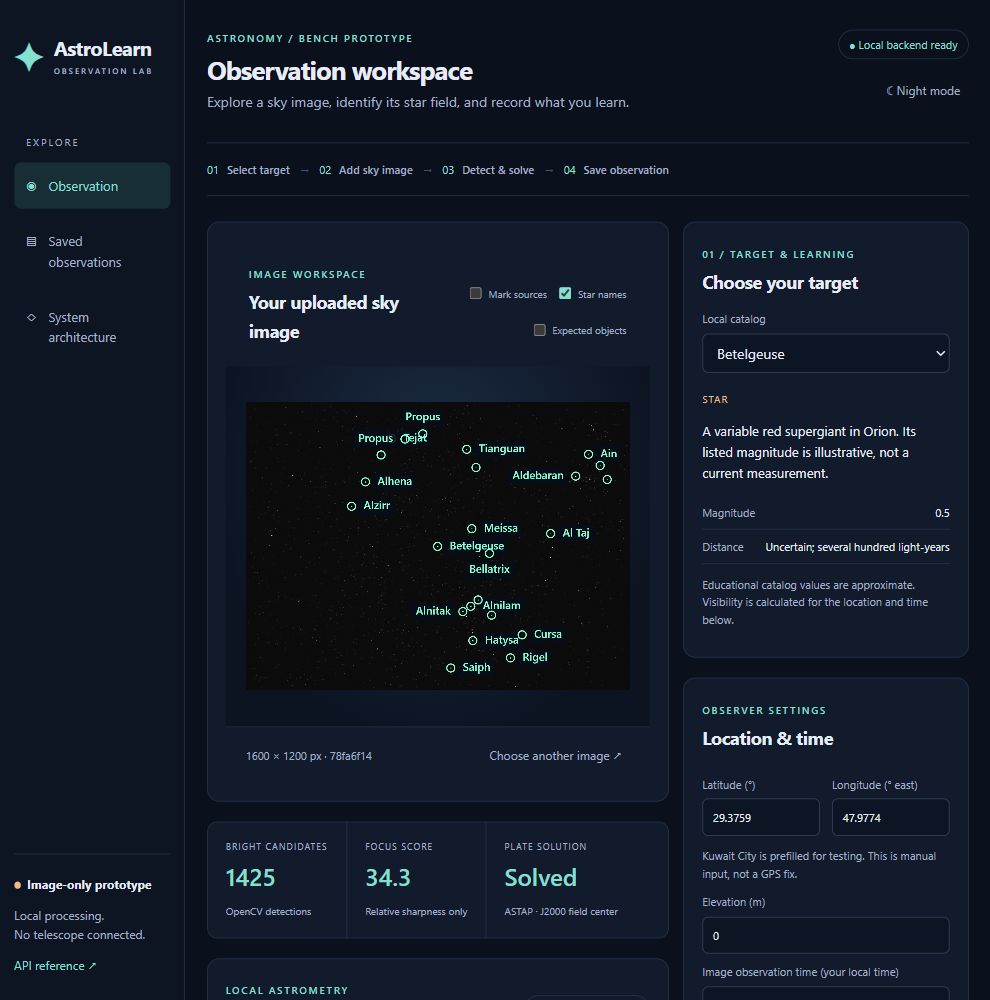 AstroLearn
OBSERVATION LAB
EXPLORE
Observation
Saved
observations
System
architecture
Image-only prototype
Local processing.
No telescope connected.
API reference ↗
ASTRONOMY / BENCH PROTOTYPE
Observation workspace
Explore a sky image, identify its star field, and record what you learn.
● Local backend ready
☾ Night mode
01 Select target → 02 Add sky image → 03 Detect & solve → 04 Save observation
IMAGE WORKSPACE
Your uploaded sky
image
Mark sources
Star names
Expected objects
Propus
Propus
Tejat
Tianguan
Ain
Alhena
Aldebaran
Alzirr
Meissa
Al Taj
Betelgeuse
Bellatrix
Alnitak
Alnilam
Hatysa
Cursa
Rigel
Saiph
1600 × 1200 px · 78fa6f14
Choose another image ↗
BRIGHT CANDIDATES
1425
OpenCV detections
FOCUS SCORE
34.3
Relative sharpness only
PLATE SOLUTION
Solved
ASTAP · J2000 field center
LOCAL ASTROMETRY
01 / TARGET & LEARNING
Choose your target
Local catalog
Betelgeuse
STAR
A variable red supergiant in Orion. Its
listed magnitude is illustrative, not a
current measurement.
Magnitude 0.5
Distance Uncertain; several hundred light-years
Educational catalog values are approximate.
Visibility is calculated for the location and time
below.
OBSERVER SETTINGS
Location & time
Latitude (°)
29.3759
Longitude (° east)
47.9774
Kuwait City is prefilled for testing. This is manual
input, not a GPS fix.
Elevation (m)
0
Image observation time (your local time)